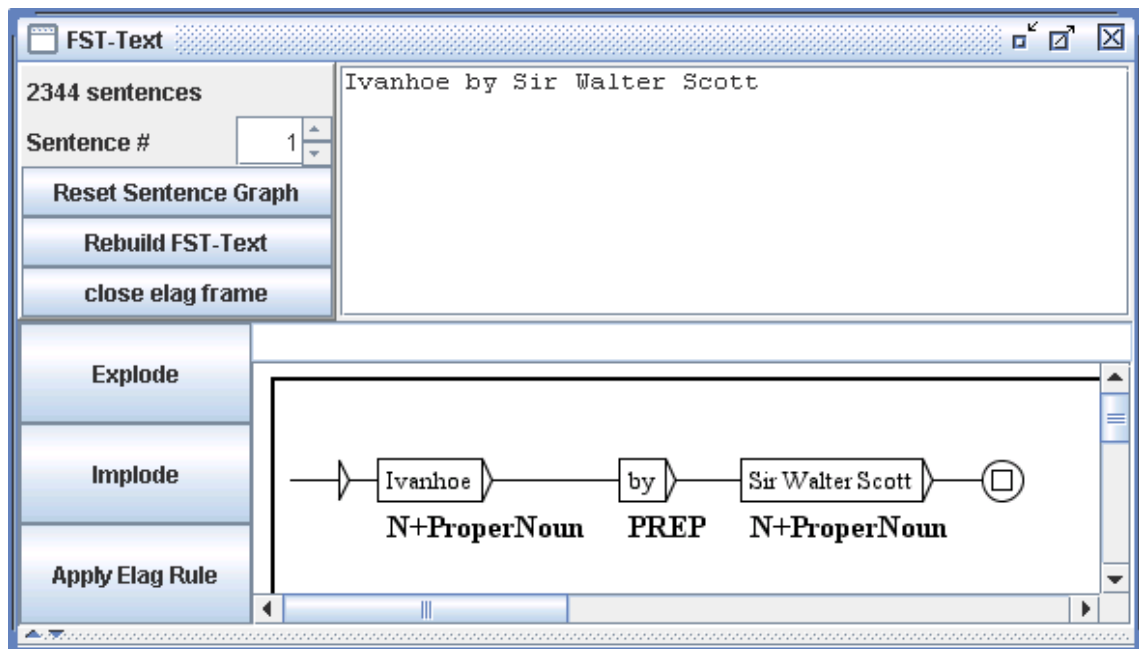 FST-Text
2344 sentences
Sentence # 1
Reset Sentence Graph
Rebuild FST-Text
close elag frame
Ivanhoe by Sir Walter Scott
Explode
Implode
Apply Elag Rule
Ivanhoe by Sir Walter Scott
N+ProperNoun PREP N+ProperNoun